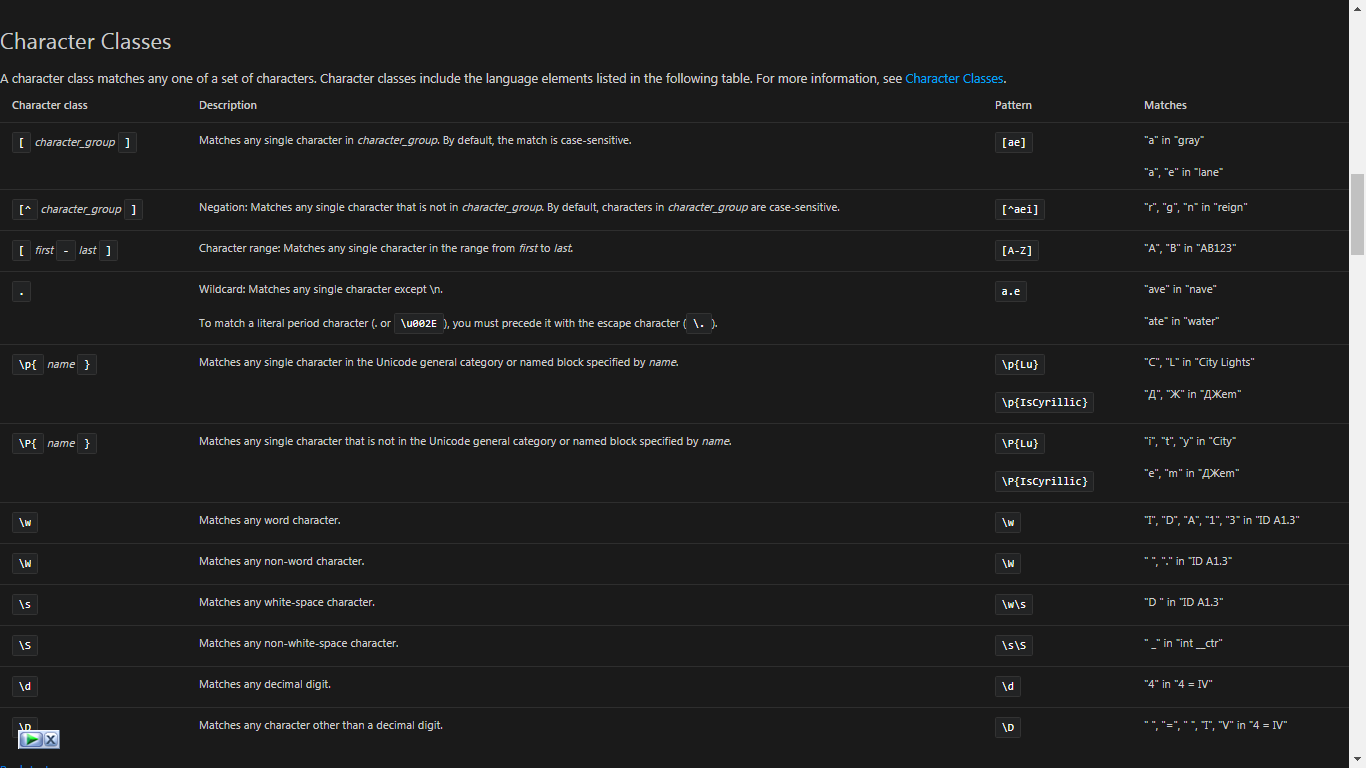 Character Classes
A character class matches any one of a set of characters. Character classes include the language elements listed in the following table. For more information, see Character Classes.
Character class Description Pattern Matches
[ character_group ] Matches any single character in character_group. By default, the match is case-sensitive. [ae] "a" in "gray"
"a", "e" in "lane"
[^ character_group ] Negation: Matches any single character that is not in character_group. By default, characters in character_group are case-sensitive. [^aei] "r", "g", "n" in "reign"
[ first - last ] Character range: Matches any single character in the range from first to last. [A-Z] "A", "B" in "AB123"
. Wildcard: Matches any single character except \n. a.e "ave" in "nave"
To match a literal period character (. or \u002E ), you must precede it with the escape character ( \. ). "ate" in "water"
\p{ name } Matches any single character in the Unicode general category or named block specified by name. \p{Lu} "C", "L" in "City Lights"
\p{IsCyrillic} "Д", "Ж" in "ДЖem"
\P{ name } Matches any single character that is not in the Unicode general category or named block specified by name. \P{Lu} "i", "t", "y" in "City"
\P{IsCyrillic} "e", "m" in "ДЖem"
\w Matches any word character. \w "I", "D", "A", "1", "3" in "ID A1.3"
\W Matches any non-word character. \W " ", "." in "ID A1.3"
\s Matches any white-space character. \w\s "D " in "ID A1.3"
\S Matches any non-white-space character. \s\S " _" in "int __ctr"
\d Matches any decimal digit. \d "4" in "4 = IV"
\D Matches any character other than a decimal digit. \D " ", "=", " ", "I", "V" in "4 = IV"